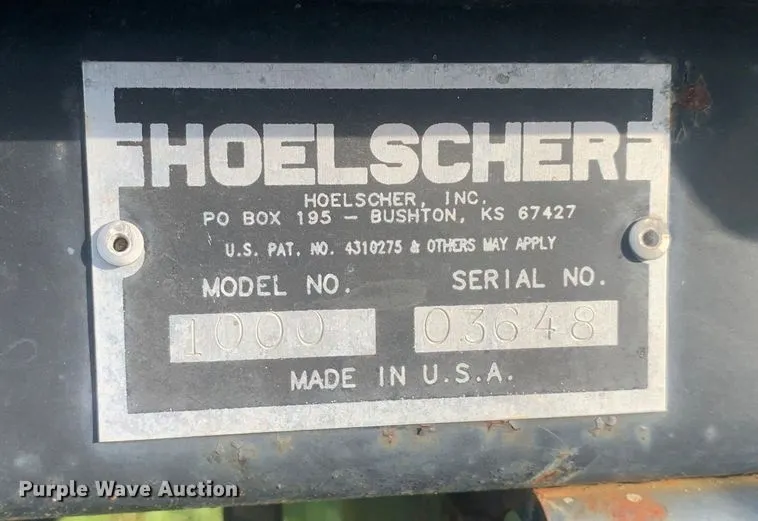 HOELSCHER
HOELSCHER, INC.
PO BOX 195 – BUSHTON, KS 67427
U.S. PAT. NO. 4310275 & OTHERS MAY APPLY
MODEL NO. SERIAL NO.
1000 03648
MADE IN U.S.A.
Purple Wave Auction